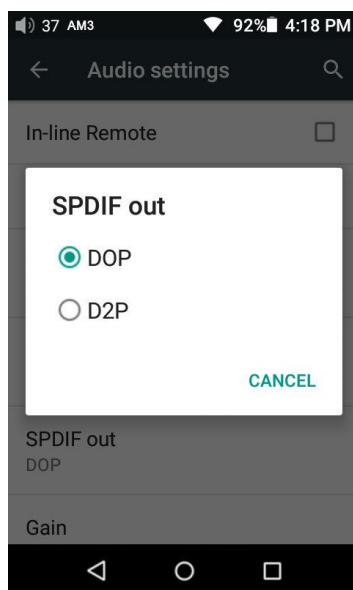 37 AM3 92% 4:18 PM
Audio settings
In-line Remote
SPDIF out
DOP
D2P
CANCEL
SPDIF out
DOP
Gain